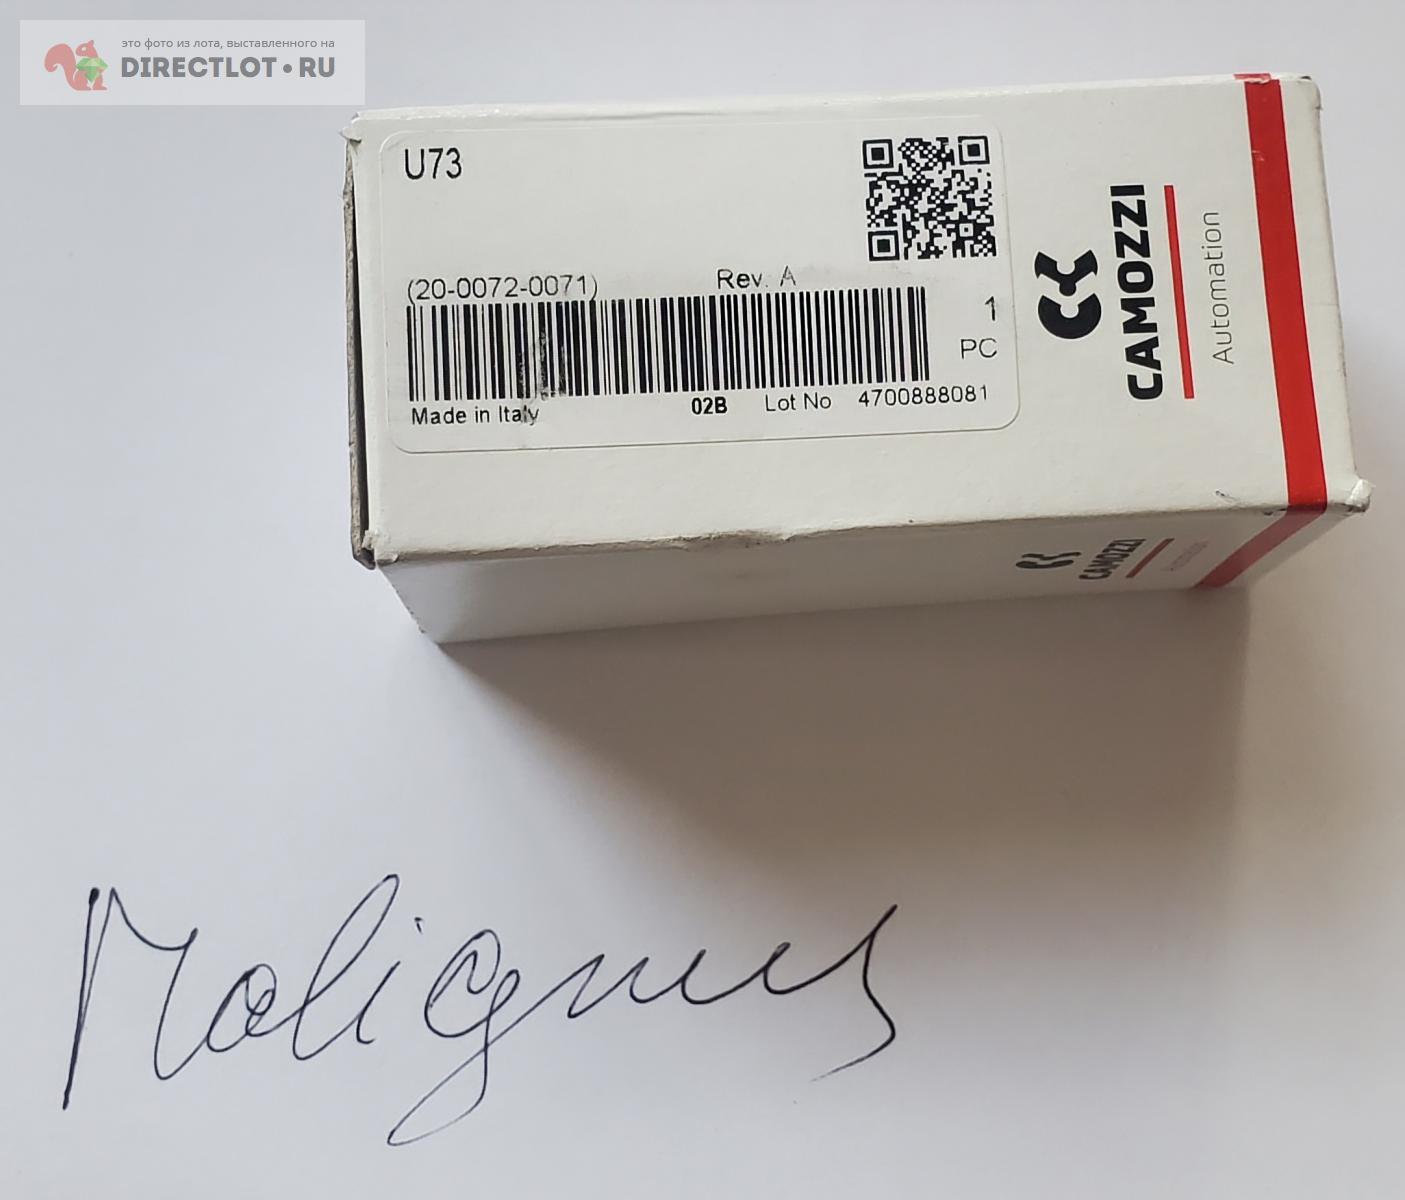 это фото из лота, выставленного на
DIRECTLOT•RU
U73
(20-0072-0071) Rev. A
1
PC
Made in Italy 02B Lot No 4700888081
CAMOZZI
Automation
CAMOZZI
Malignus